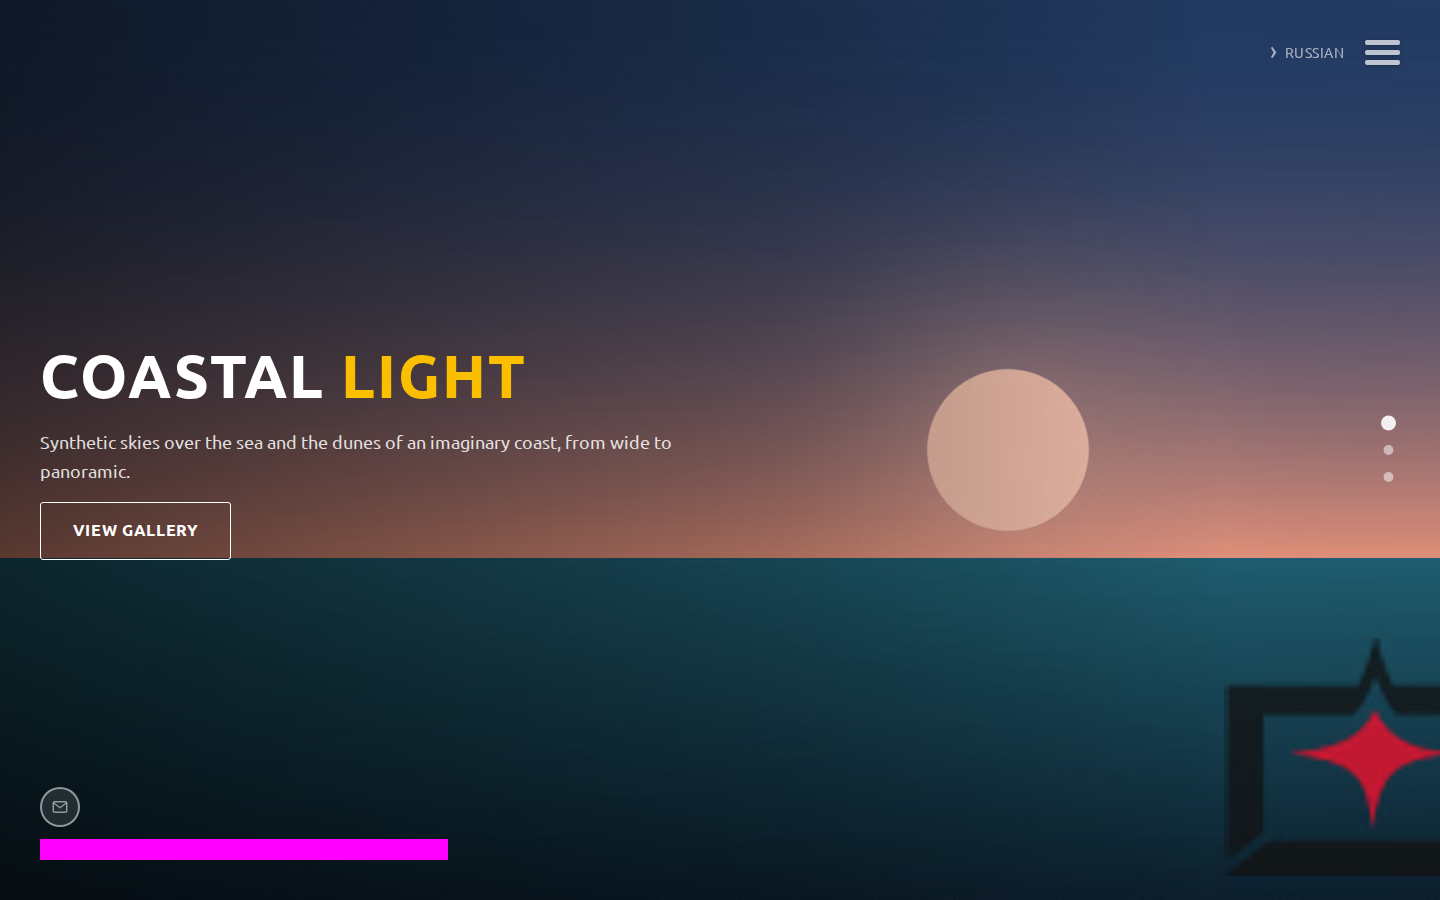 RUSSIAN
COASTAL LIGHT
Synthetic skies over the sea and the dunes of an imaginary coast, from wide to
panoramic.
VIEW GALLERY